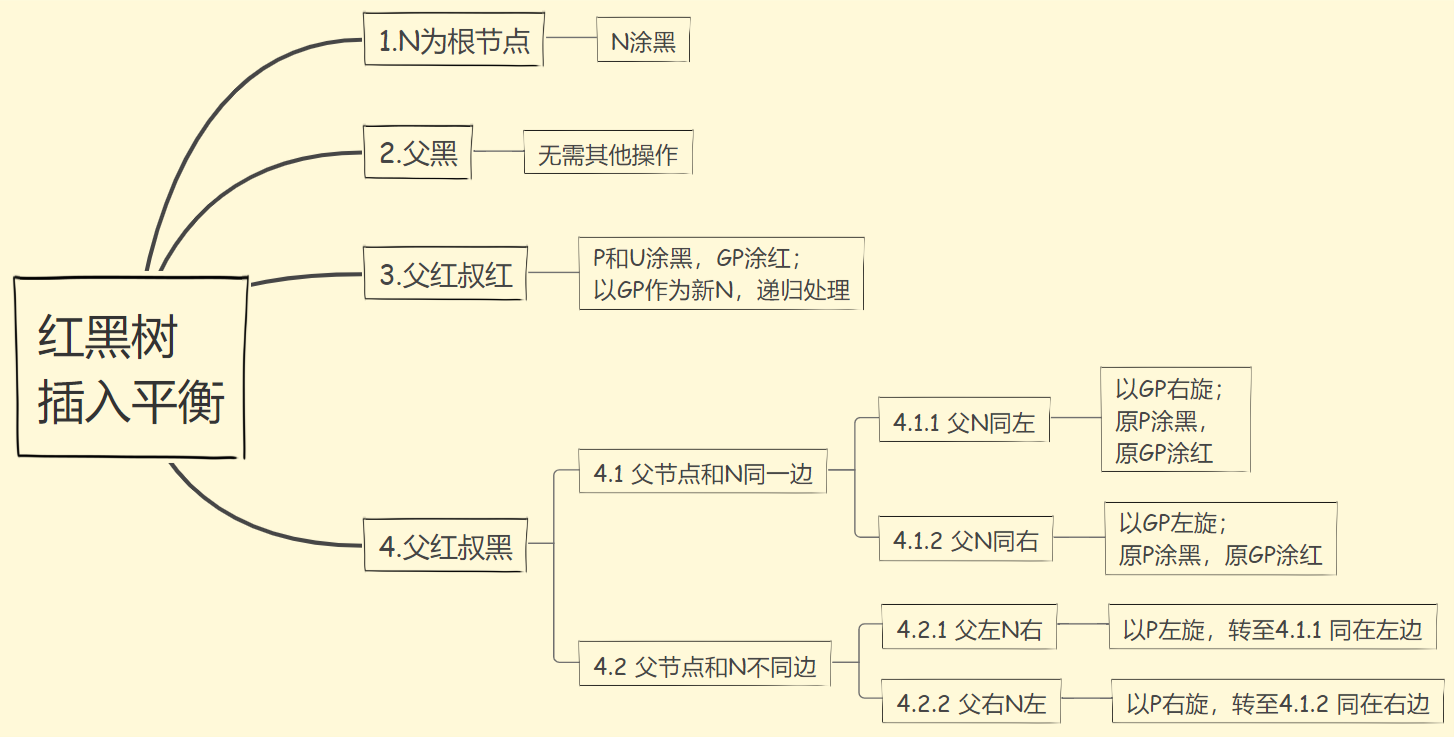 红黑树
插入平衡
1.N为根节点
N涂黑
2.父黑
无需其他操作
3.父红叔红
P和U涂黑，GP涂红；
以GP作为新N，递归处理
4.父红叔黑
4.1 父节点和N同一边
4.1.1 父N同左
以GP右旋；
原P涂黑，
原GP涂红
4.1.2 父N同右
以GP左旋；
原P涂黑，原GP涂红
4.2 父节点和N不同边
4.2.1 父左N右
以P左旋，转至4.1.1 同在左边
4.2.2 父右N左
以P右旋，转至4.1.2 同在右边